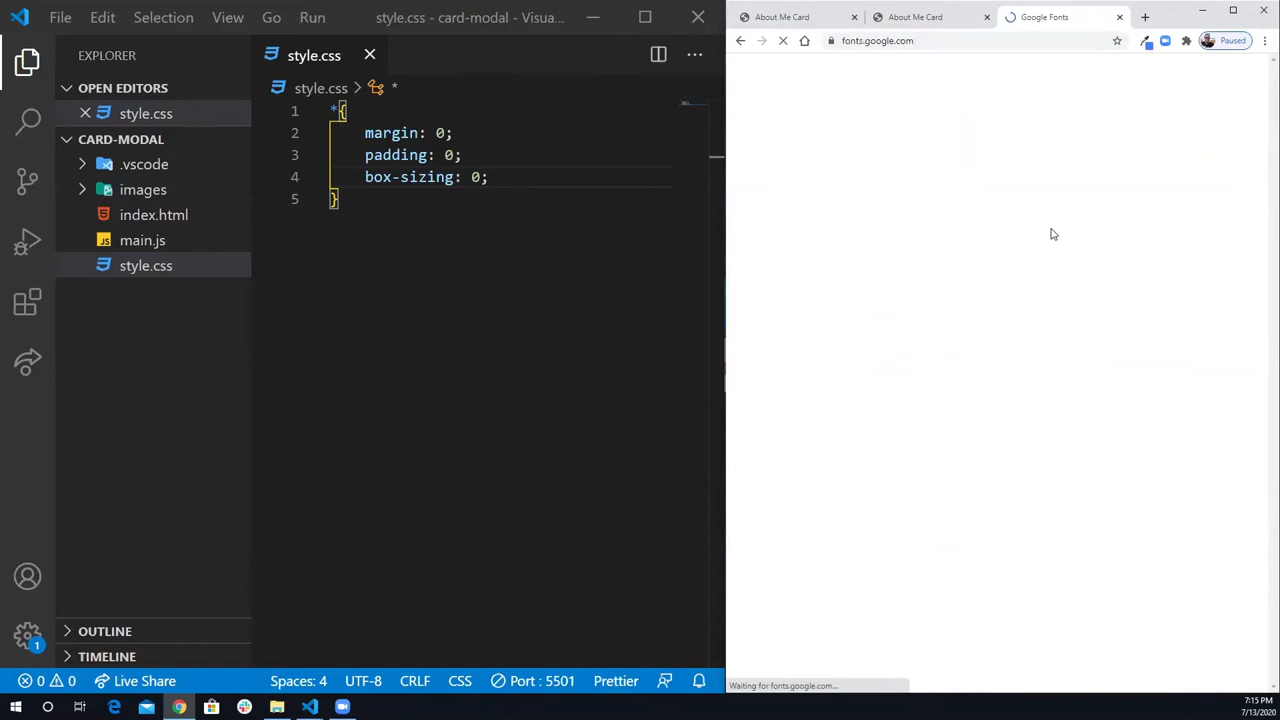 File Edit Selection View Go Run style.css - card-modal - Visua...
EXPLORER
OPEN EDITORS
style.css
CARD-MODAL
.vscode
images
index.html
main.js
style.css
OUTLINE
TIMELINE
style.css
style.css > *
1 *{
2 margin: 0;
3 padding: 0;
4 box-sizing: 0;
5 }
1
0 0 Live Share Spaces: 4 UTF-8 CRLF CSS Port : 5501 Prettier
About Me Card About Me Card Google Fonts
fonts.google.com Paused
Waiting for fonts.google.com...
7:15 PM
7/13/2020